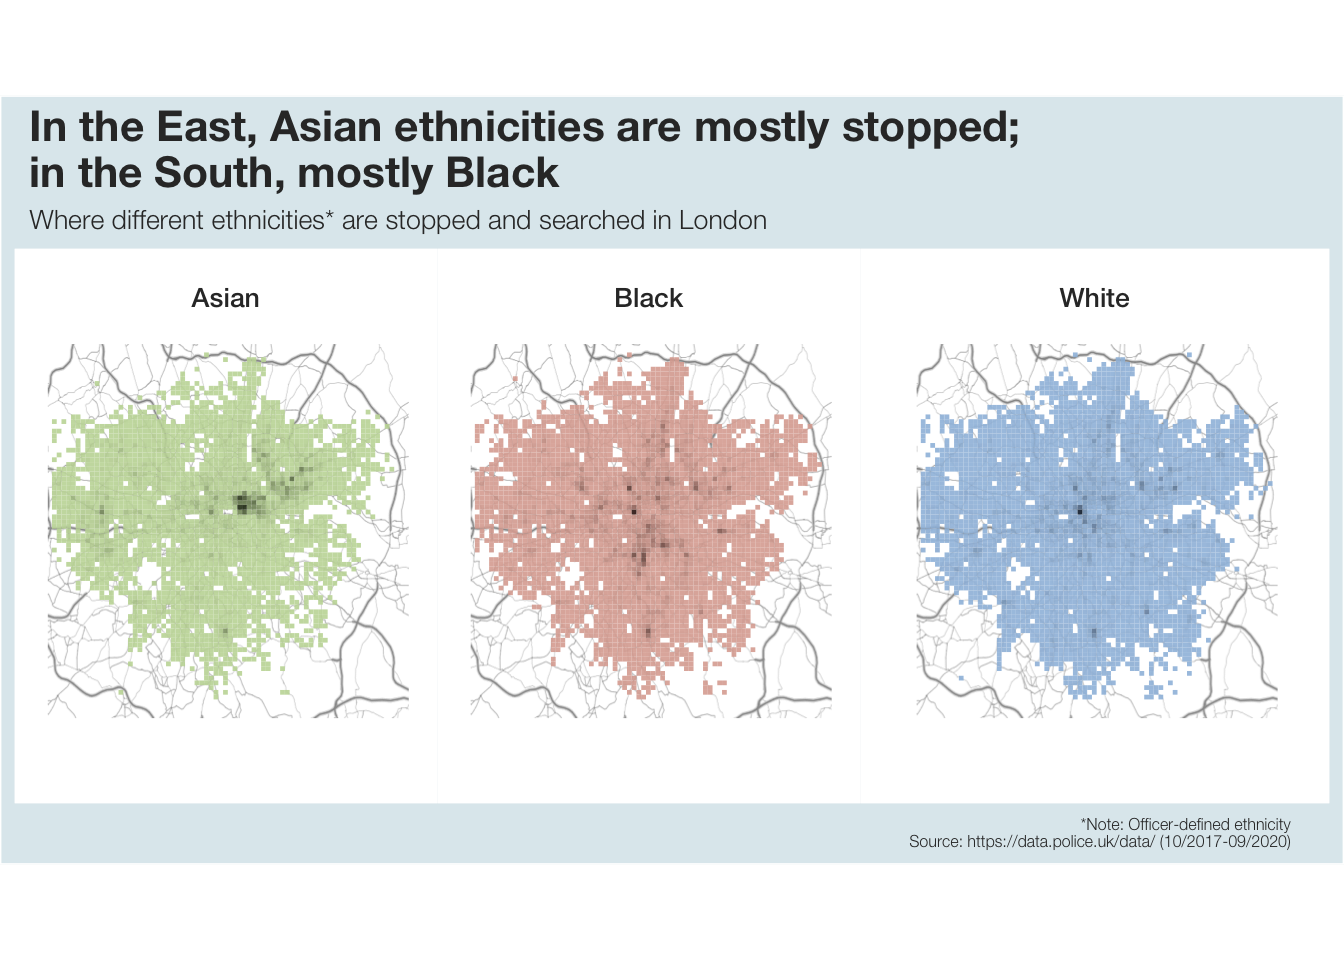 In the East, Asian ethnicities are mostly stopped;
in the South, mostly Black
Where different ethnicities* are stopped and searched in London
Asian
Black
White
*Note: Officer-defined ethnicity
Source: https://data.police.uk/data/ (10/2017-09/2020)